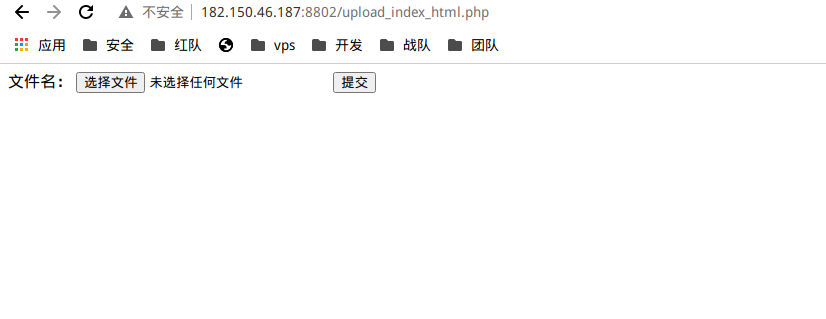 不安全 182.150.46.187:8802/upload_index_html.php
应用 安全 红队 vps 开发 战队 团队
文件名： 选择文件 未选择任何文件 提交